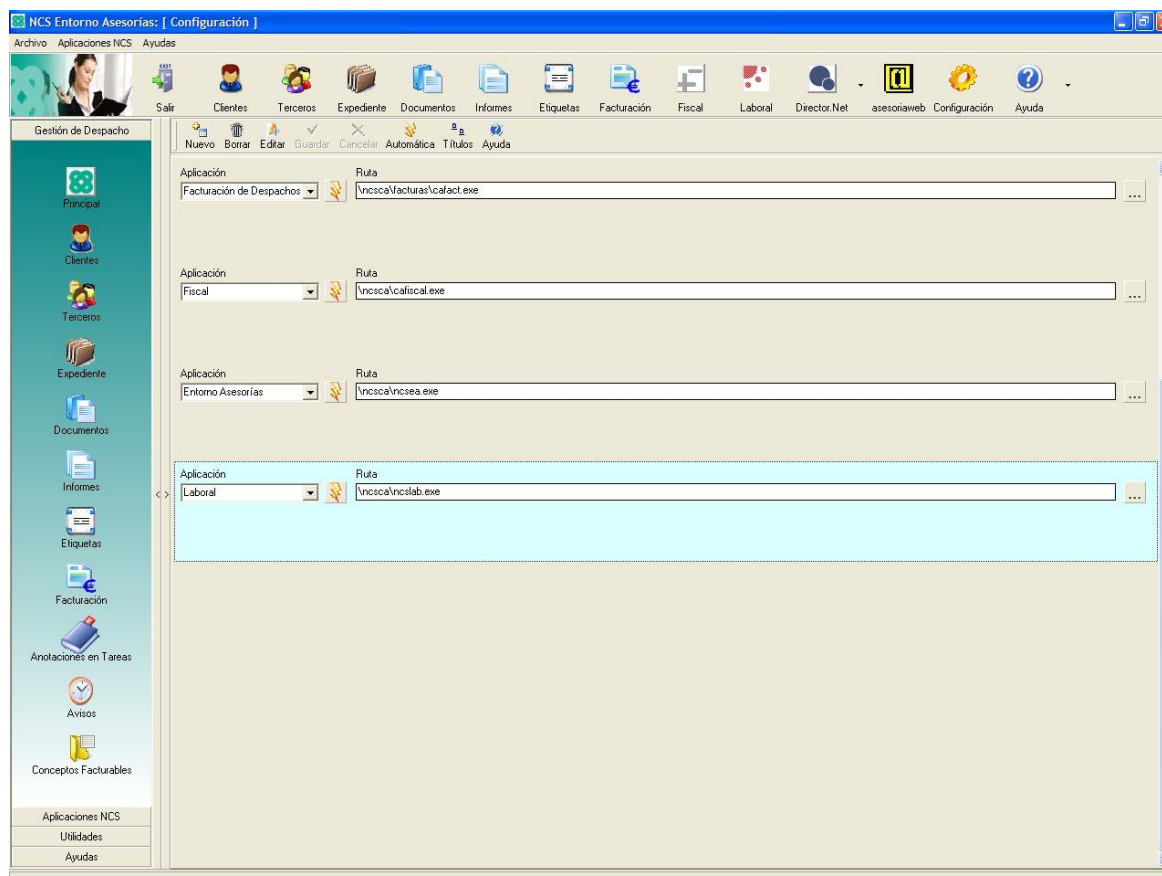 NCS Entorno Asesorías: [ Configuración ]
Archivo Aplicaciones NCS Ayudas
EXIT
Salir Clientes Terceros Expediente Documentos Informes Etiquetas Facturación Fiscal Laboral Director.Net asesoriaweb Configuración Ayuda
Gestión de Despacho
Nuevo Borrar Editar Guardar Cancelar Automática Títulos Ayuda
Principal
Clientes
Terceros
Expediente
Documentos
Informes
Etiquetas
Facturación
Anotaciones en Tareas
Avisos
Conceptos Facturables
Aplicaciones NCS
Utilidades
Ayudas
Aplicación Ruta
Facturación de Despachos \ncsca\facturas\cafact.exe ...
Aplicación Ruta
Fiscal \ncsca\cafiscal.exe ...
Aplicación Ruta
Entorno Asesorías \ncsca\ncsea.exe ...
Aplicación Ruta
Laboral \ncsca\ncslab.exe ...